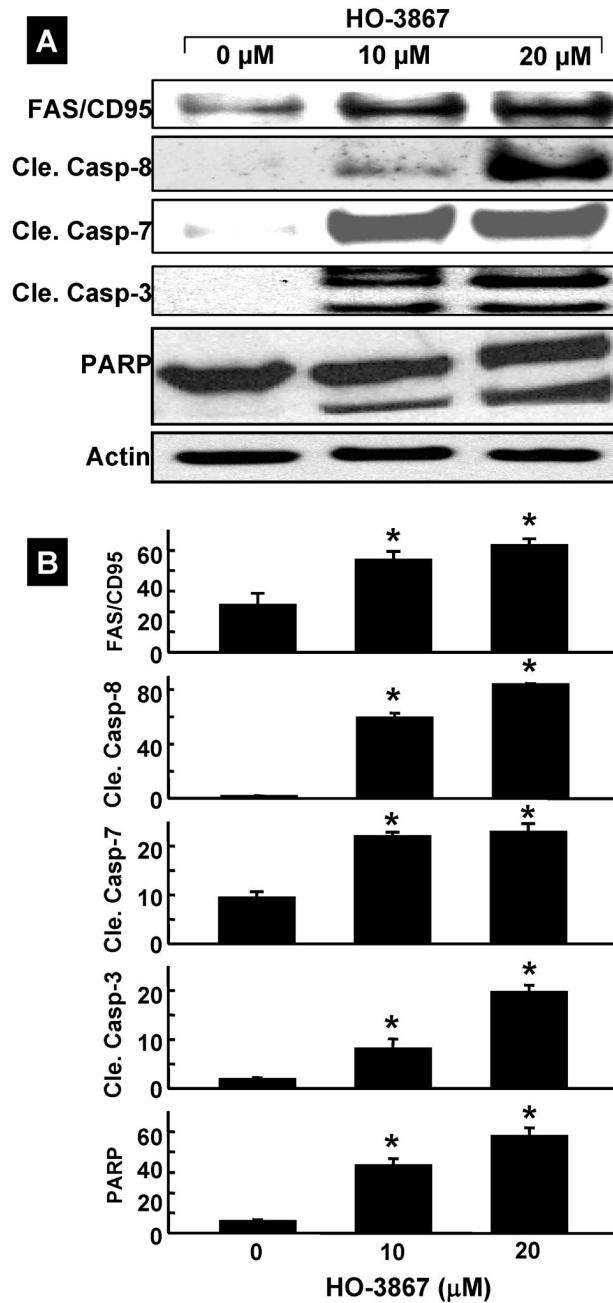 A
HO-3867
0 µM 10 µM 20 µM
FAS/CD95
Cle. Casp-8
Cle. Casp-7
Cle. Casp-3
PARP
Actin
B
FAS/CD95
60
40
20
0
* *
Cle. Casp-8
80
40
0
* *
Cle. Casp-7
20
10
0
* *
Cle. Casp-3
20
10
0
* *
PARP
60
40
20
0
* *
0 10 20
HO-3867 (µM)